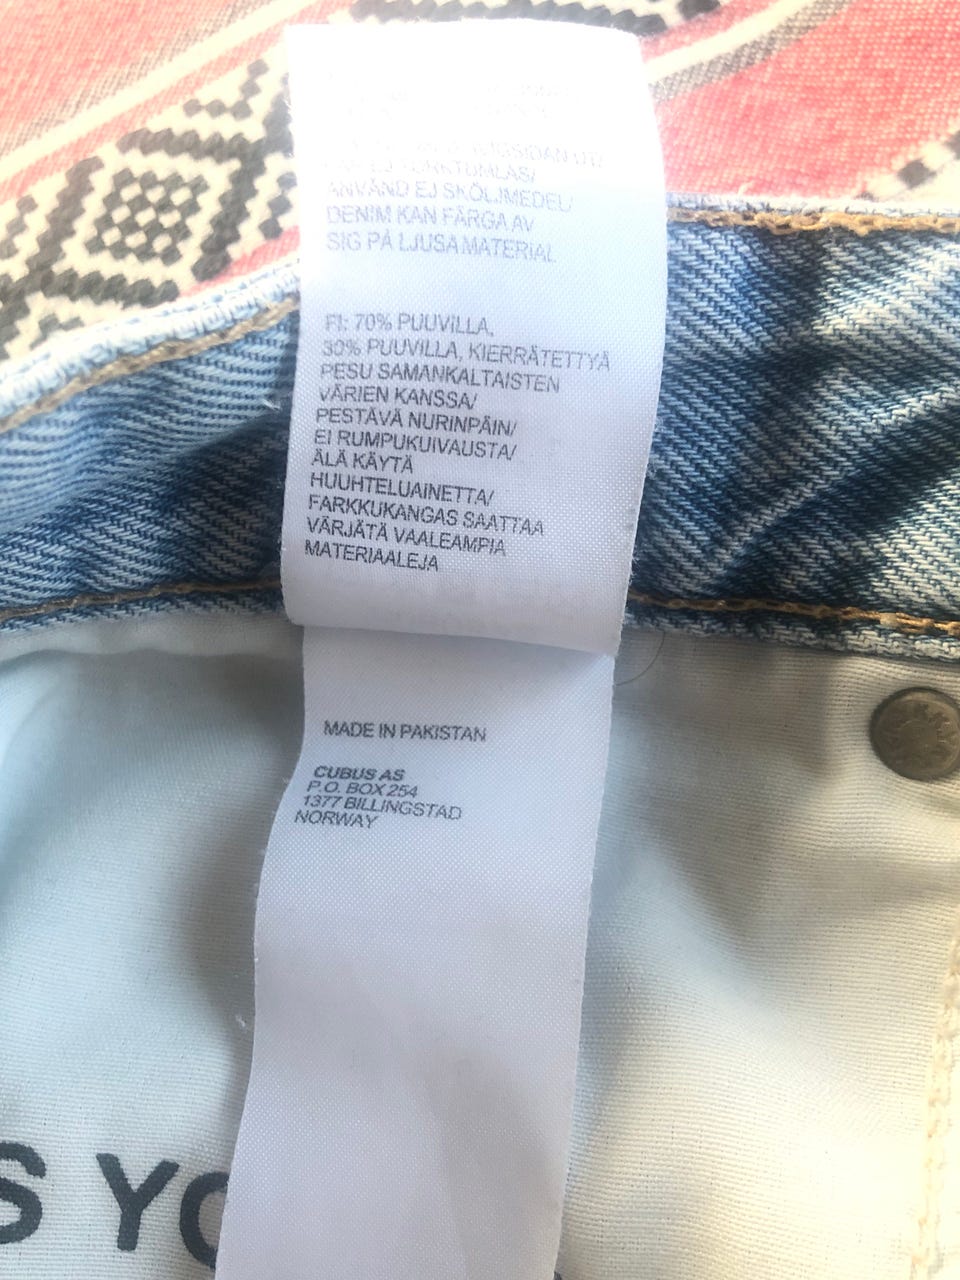 ANVÄND EJ SKÖLJMEDEL/
DENIM KAN FÄRGA AV
SIG PÅ LJUSA MATERIAL
FI: 70% PUUVILLA,
30% PUUVILLA, KIERRÄTETTYÄ
PESU SAMANKALTAISTEN
VÄRIEN KANSSA/
PESTÄVÄ NURINPÄIN/
EI RUMPUKUIVAUSTA/
ÄLÄ KÄYTÄ
HUUHTELUAINETTA/
FARKKUKANGAS SAATTAA
VÄRJÄTÄ VAALEAMPIA
MATERIAALEJA
MADE IN PAKISTAN
CUBUS AS
P.O. BOX 254
1377 BILLINGSTAD
NORWAY
S YO